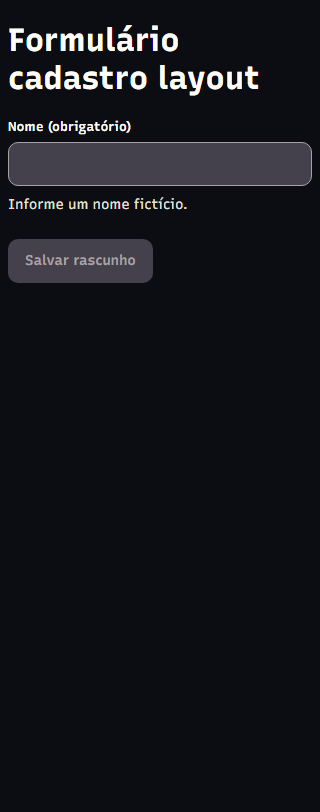 Formulário
cadastro layout
Nome (obrigatório)
Informe um nome fictício.
Salvar rascunho